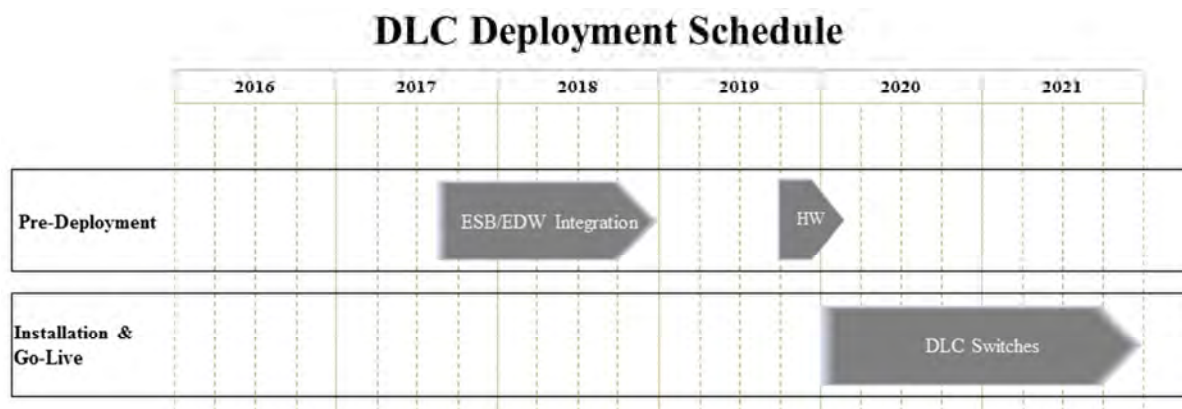 DLC Deployment Schedule
2016 2017 2018 2019 2020 2021
Pre-Deployment
ESB/EDW Integration
HW
Installation &
Go-Live
DLC Switches